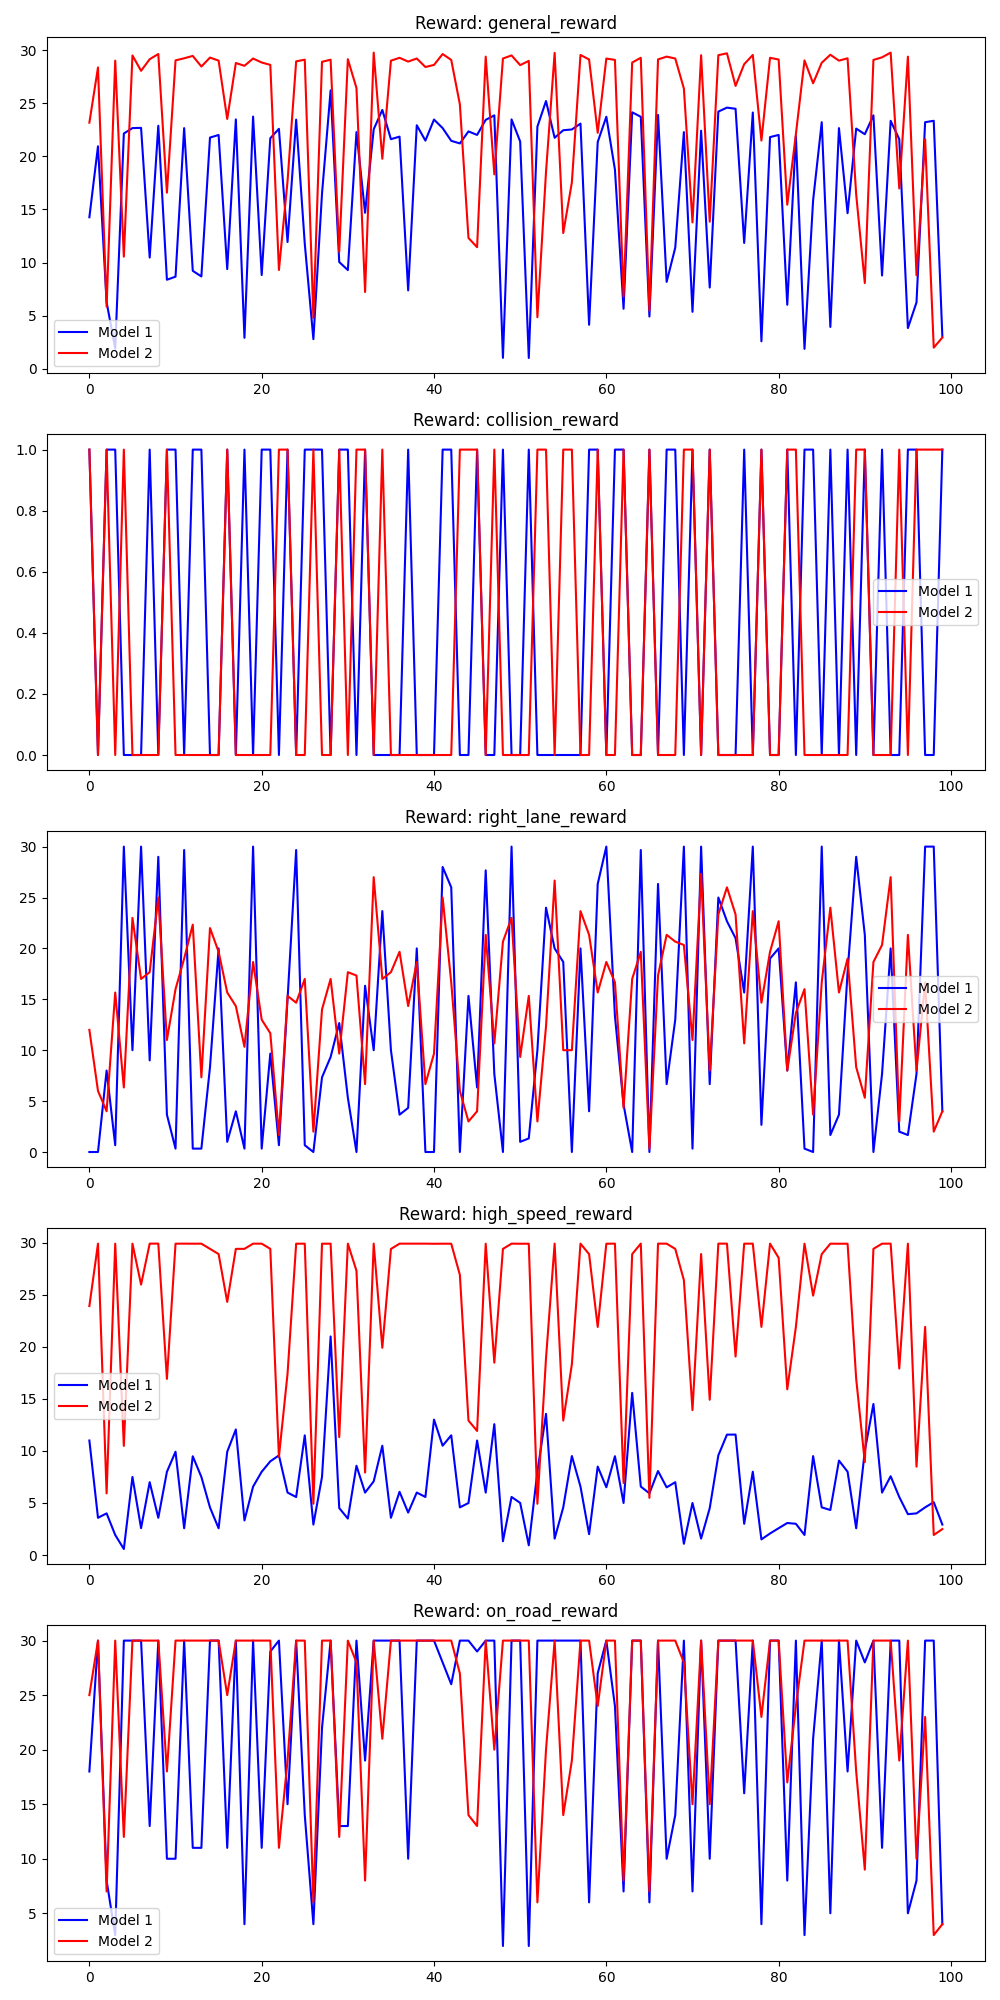 Reward: general_reward
30
25
20
15
10
5
0
Model 1
Model 2
0 20 40 60 80 100
Reward: collision_reward
1.0
0.8
0.6
0.4
0.2
0.0
Model 1
Model 2
0 20 40 60 80 100
Reward: right_lane_reward
30
25
20
15
10
5
0
Model 1
Model 2
0 20 40 60 80 100
Reward: high_speed_reward
30
25
20
15
10
5
0
Model 1
Model 2
0 20 40 60 80 100
Reward: on_road_reward
30
25
20
15
10
5
Model 1
Model 2
0 20 40 60 80 100